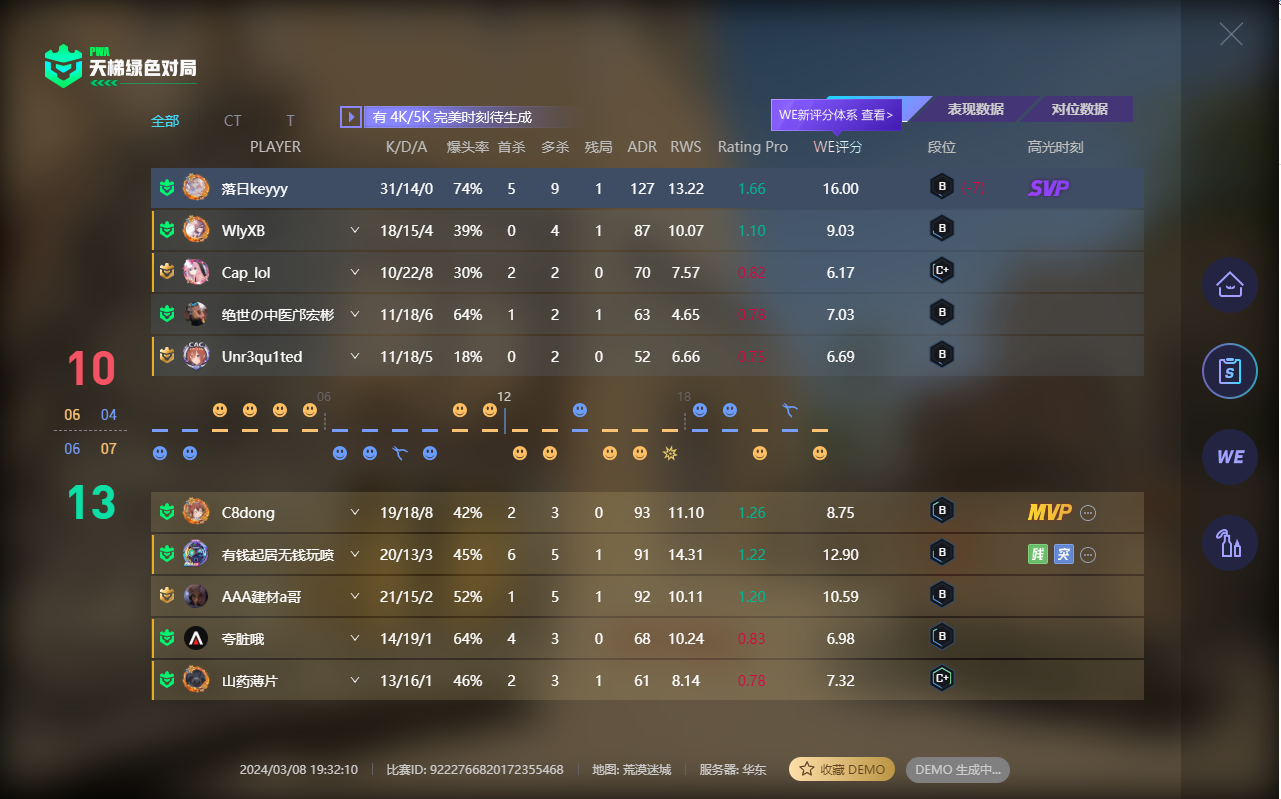 PWA
天梯绿色对局
全部 CT T 有 4K/5K 完美时刻待生成 WE新评分体系 查看> 表现数据 对位数据
PLAYER K/D/A 爆头率 首杀 多杀 残局 ADR RWS Rating Pro WE评分 段位 高光时刻
落日keyyy 31/14/0 74% 5 9 1 127 13.22 1.66 16.00 B (-7) SVP
WlyXB 18/15/4 39% 0 4 1 87 10.07 1.10 9.03 B
Cap_lol 10/22/8 30% 2 2 0 70 7.57 0.82 6.17 C+
绝世の中医邝宏彬 11/18/6 64% 1 2 1 63 4.65 0.78 7.03 B
CAC
Unr3qu1ted 11/18/5 18% 0 2 0 52 6.66 0.75 6.69 B
10
06 12 18
06 04
06 07
13
C8dong 19/18/8 42% 2 3 0 93 11.10 1.26 8.75 B MVP
有钱起居无钱玩喷 20/13/3 45% 6 5 1 91 14.31 1.22 12.90 B 残 突
AAA建材a哥 21/15/2 52% 1 5 1 92 10.11 1.20 10.59 B
夸脏哦 14/19/1 64% 4 3 0 68 10.24 0.83 6.98 B
山药薄片 13/16/1 46% 2 3 1 61 8.14 0.78 7.32 C+
S
WE
2024/03/08 19:32:10 比赛ID: 9222766820172355468 地图: 荒漠迷城 服务器: 华东 收藏 DEMO DEMO 生成中...